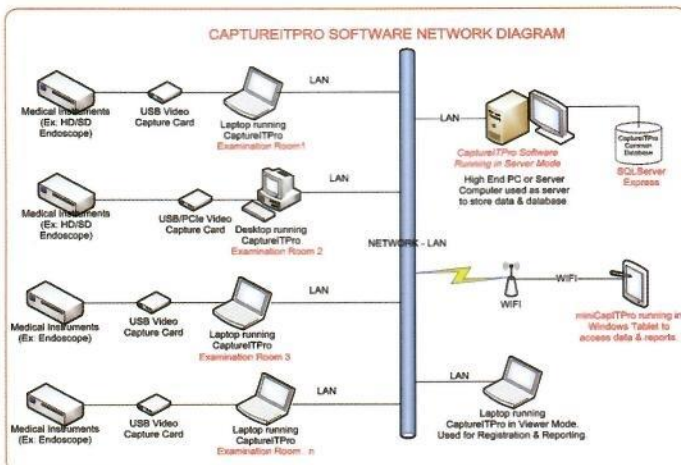 CAPTUREITPRO SOFTWARE NETWORK DIAGRAM
Medical Instruments
(Ex: HD/SD
Endoscope)
USB Video
Capture Card
Laptop running
CaptureITPro
Examination Room1
LAN
LAN
CaptureITPro Software
Running in Server Mode
High End PC or Server
Computer used as server
to store data & database
CaptureITPro
Common
Database
SQLServer
Express
Medical Instruments
(Ex: HD/SD
Endoscope)
USB/PCIe Video
Capture Card
Desktop running
CaptureITPro
Examination Room 2
LAN
NETWORK - LAN
Medical Instruments
(Ex: Endoscope)
USB Video
Capture Card
Laptop running
CaptureITPro
Examination Room 3
LAN
WIFI
WIFI
miniCapITPro running in
Windows Tablet to
access data & reports
Medical Instruments
(Ex: Endoscope)
USB Video
Capture Card
Laptop running
CaptureITPro
Examination Room.. n
LAN
LAN
Laptop running
CaptureITPro in Viewer Mode.
Used for Registration & Reporting.